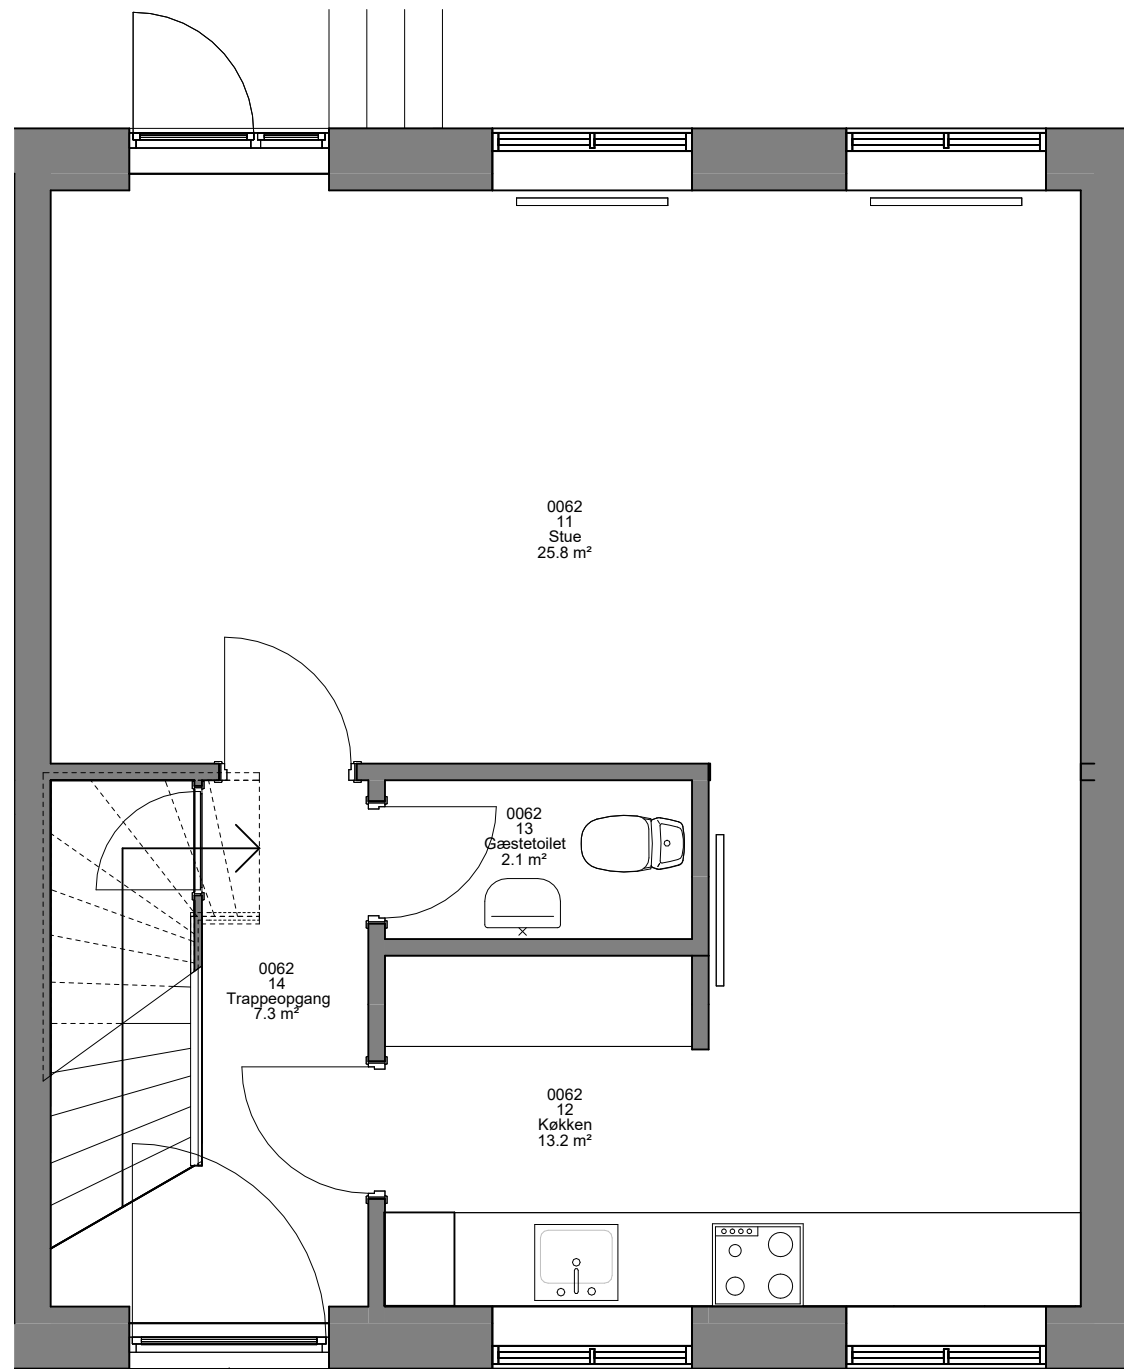 0062
11
Stue
25.8 m²
0062
13
Gæstetoilet
2.1 m²
0062
14
Trappeopgang
7.3 m²
0062
12
Køkken
13.2 m²